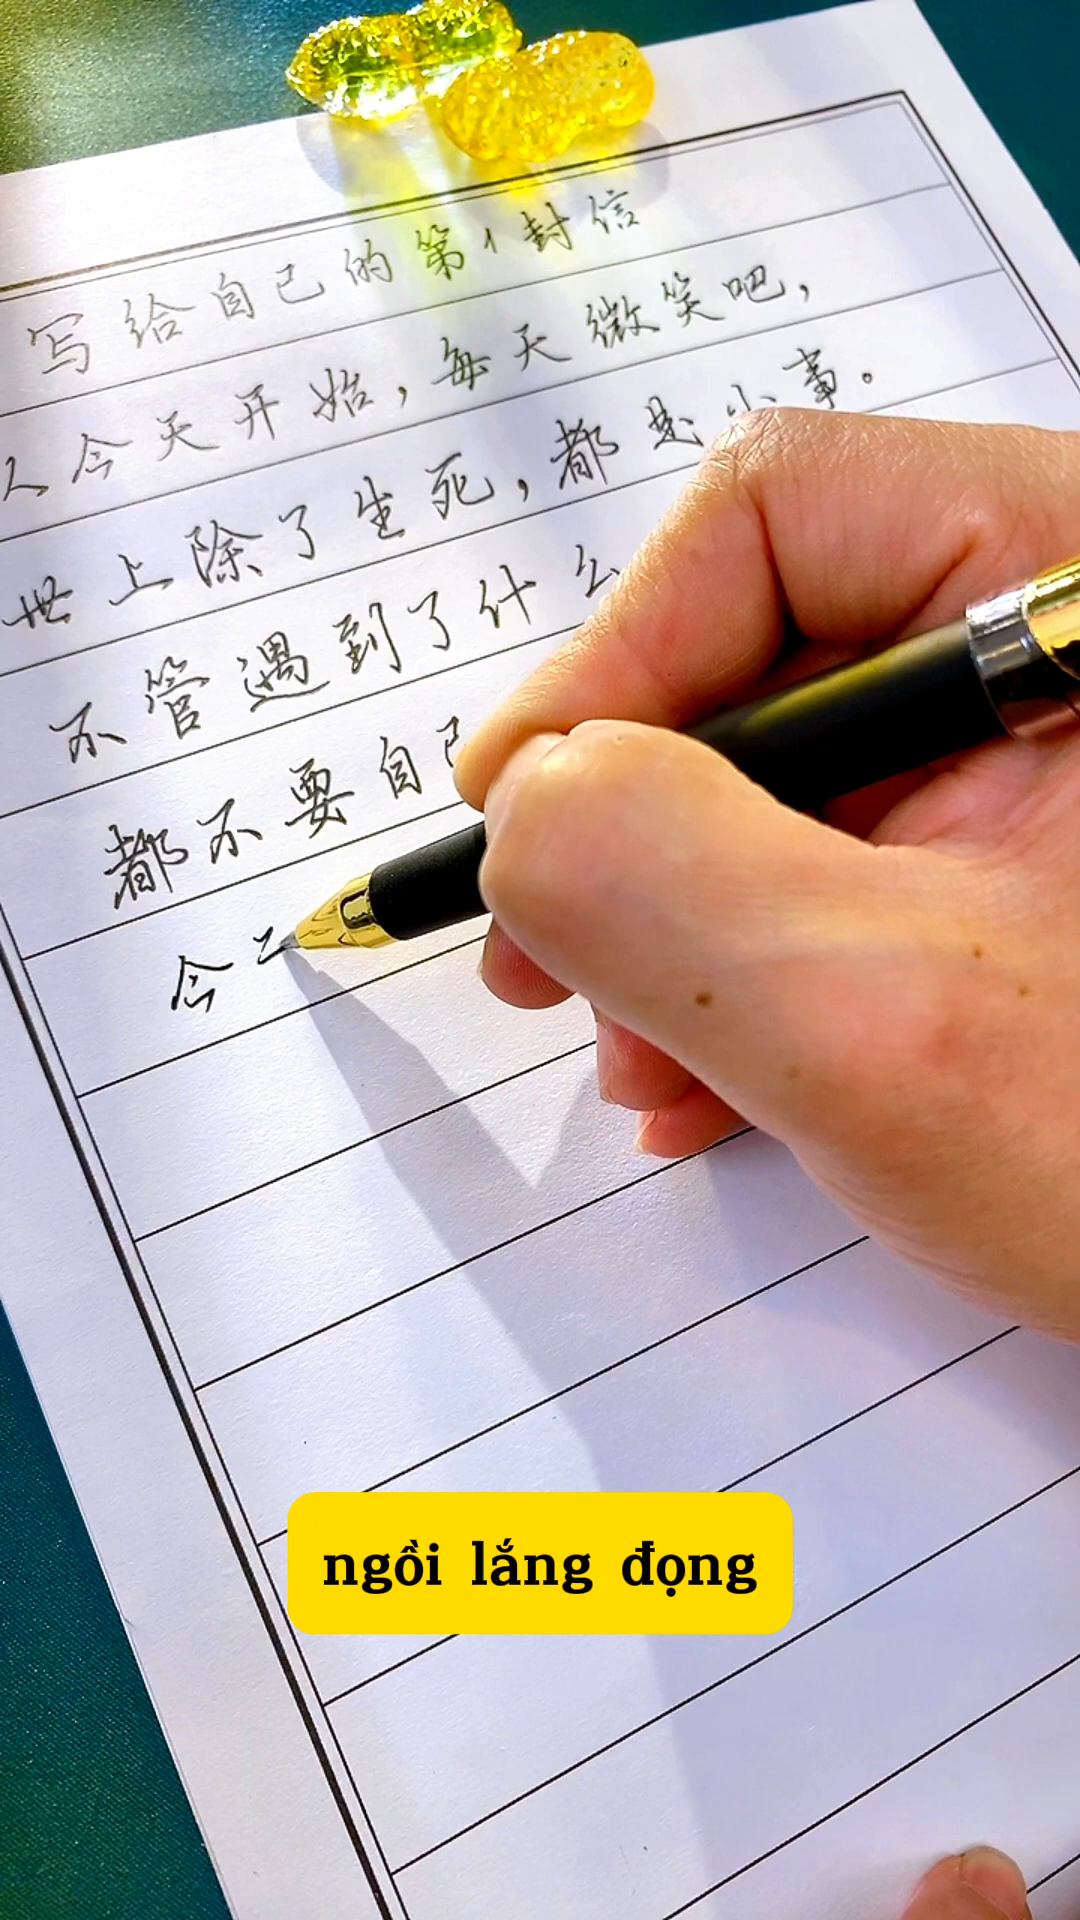 写给自己的第1封信
从今天开始，每天微笑吧，
世上除了生死，都是小事。
不管遇到了什么
都不要自己
今
ngồi lắng đọng